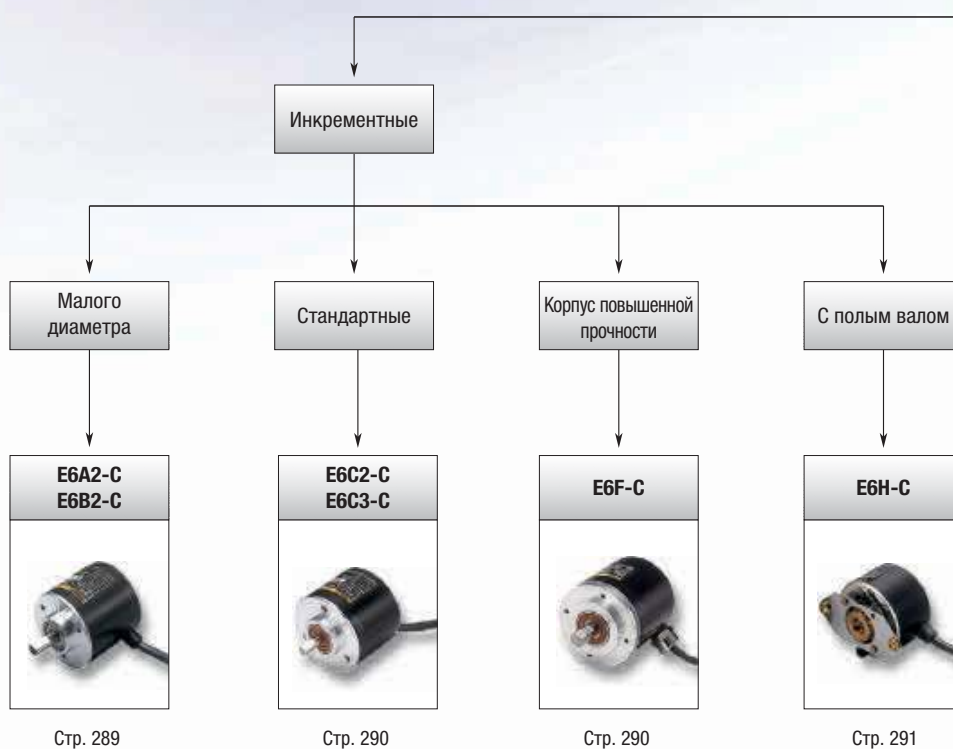 Инкрементные
Малого
диаметра
Стандартные
Корпус повышенной
прочности
С полым валом
E6A2-C
E6B2-C
E6C2-C
E6C3-C
E6F-C
E6H-C
Стр. 289
Стр. 290
Стр. 290
Стр. 291